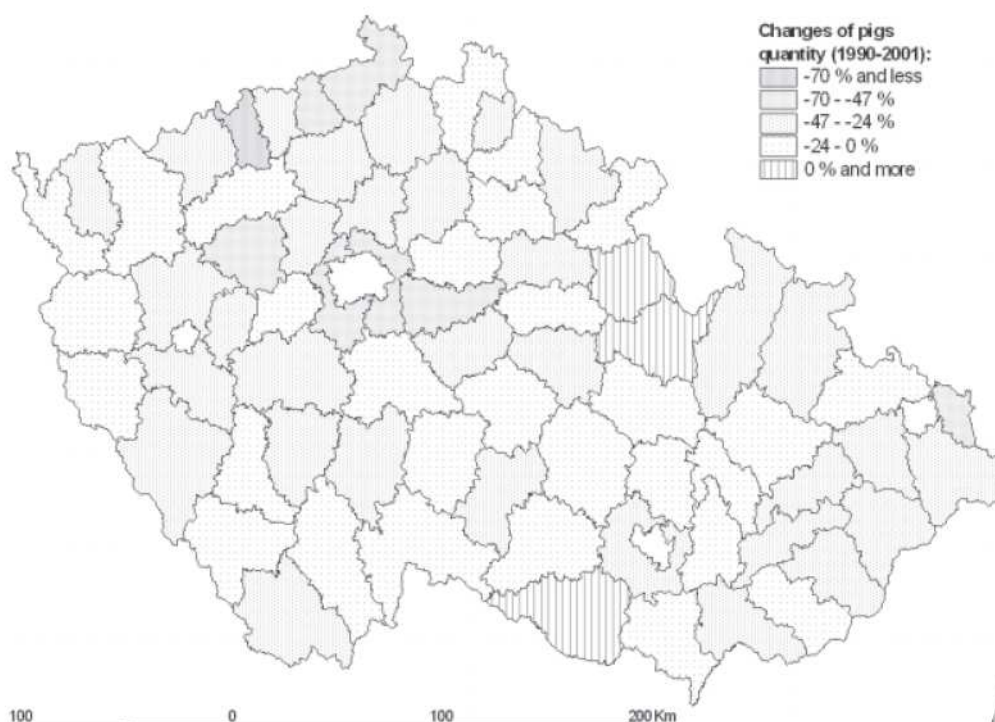 Changes of pigs
quantity (1990-2001):
-70 % and less
-70 - -47 %
-47 - -24 %
-24 - 0 %
0 % and more
100 0 100 200 Km